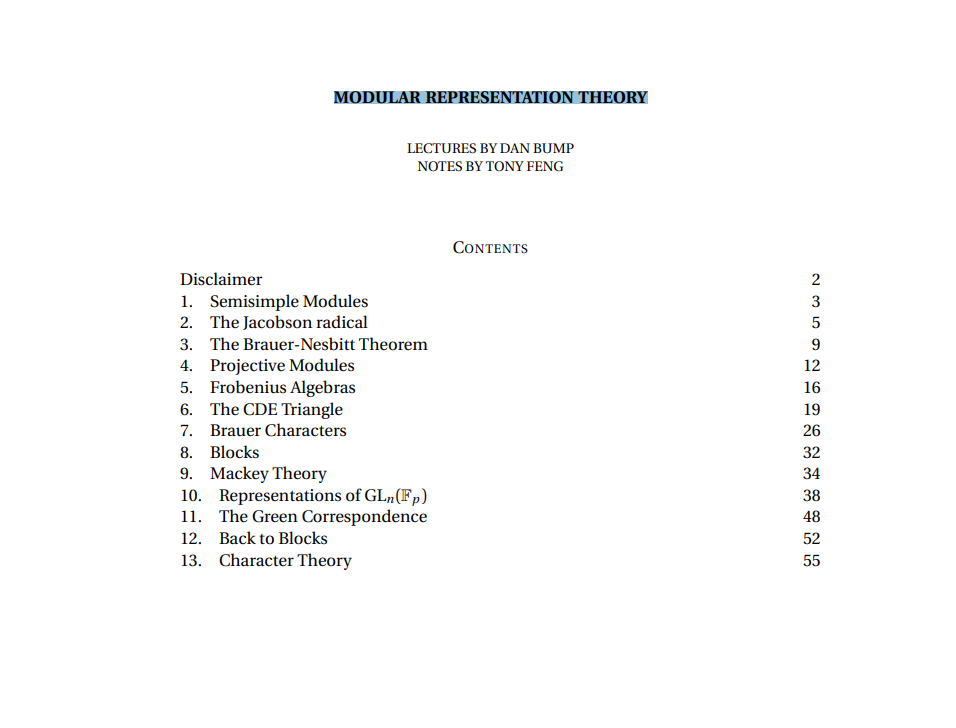 MODULAR REPRESENTATION THEORY
LECTURES BY DAN BUMP
NOTES BY TONY FENG
CONTENTS
Disclaimer 2
1. Semisimple Modules 3
2. The Jacobson radical 5
3. The Brauer-Nesbitt Theorem 9
4. Projective Modules 12
5. Frobenius Algebras 16
6. The CDE Triangle 19
7. Brauer Characters 26
8. Blocks 32
9. Mackey Theory 34
10. Representations of GLₙ(𝔽ₚ) 38
11. The Green Correspondence 48
12. Back to Blocks 52
13. Character Theory 55